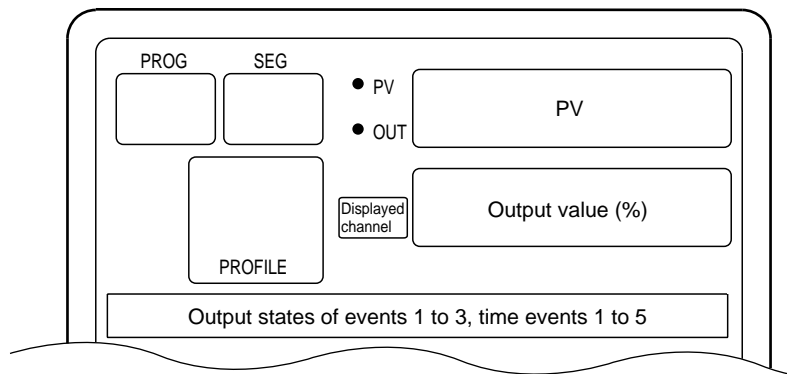 PROG SEG
PV
OUT
PV
Displayed
channel
Output value (%)
PROFILE
Output states of events 1 to 3, time events 1 to 5